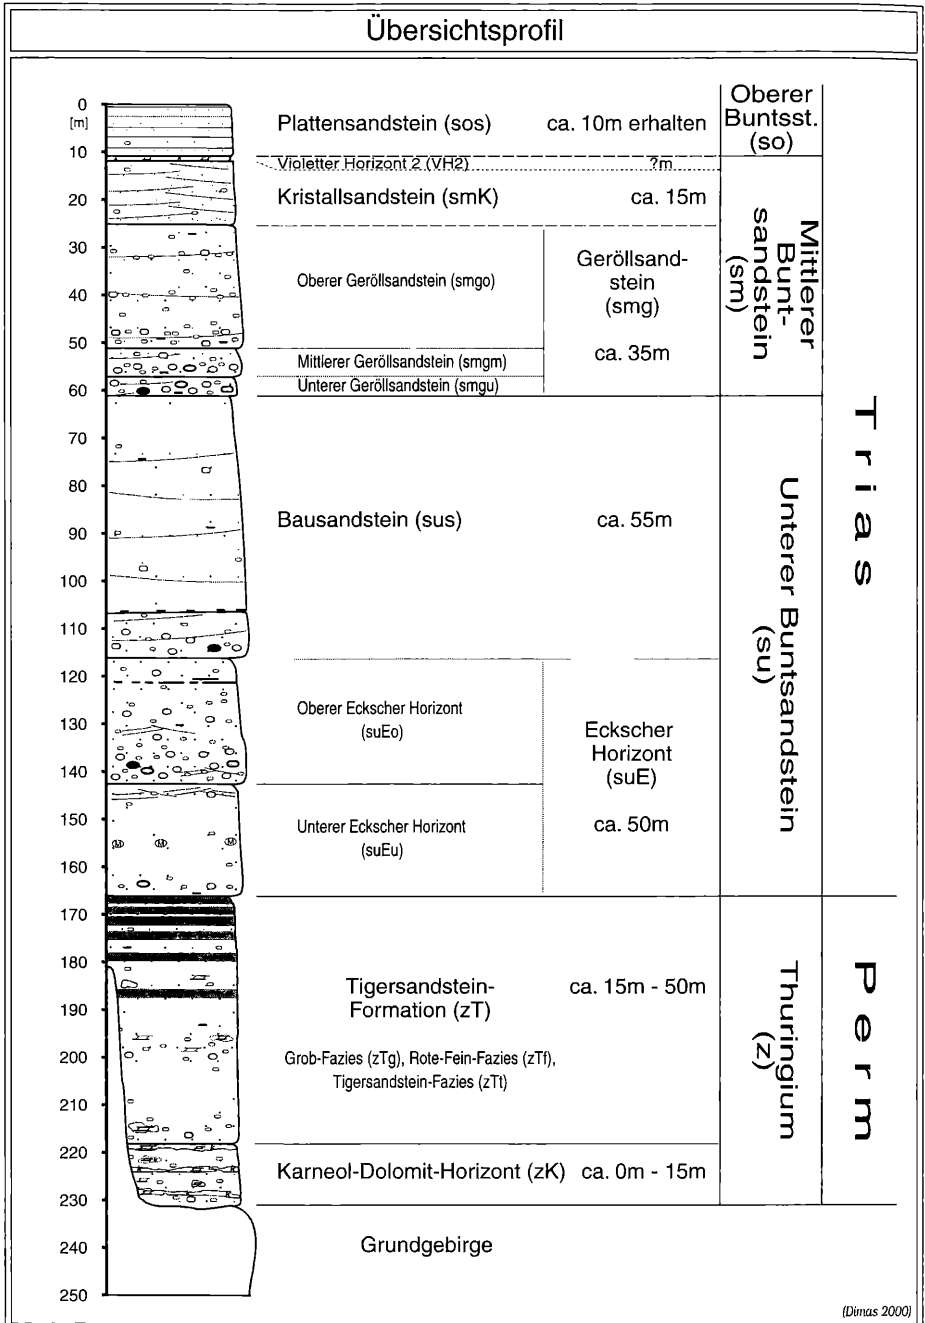 Übersichtsprofil
0
[m]
10
20
30
40
50
60
70
80
90
100
110
120
130
140
150
160
170
180
190
200
210
220
230
240
250
Plattensandstein (sos) ca. 10m erhalten
Violetter Horizont 2 (VH2) ?m
Kristallsandstein (smK) ca. 15m
Oberer Geröllsandstein (smgo)
Geröllsand-
stein
(smg)
ca. 35m
Mittlerer Geröllsandstein (smgm)
Unterer Geröllsandstein (smgu)
Bausandstein (sus) ca. 55m
Oberer Eckscher Horizont
(suEo)
Eckscher
Horizont
(suE)
ca. 50m
Unterer Eckscher Horizont
(suEu)
M M M
Tigersandstein- ca. 15m - 50m
Formation (zT)
Grob-Fazies (zTg), Rote-Fein-Fazies (zTf),
Tigersandstein-Fazies (zTt)
Karneol-Dolomit-Horizont (zK) ca. 0m - 15m
Grundgebirge
Oberer
Buntsst.
(so)
Mittlerer
Bunt-
sandstein
(sm)
Unterer Buntsandstein
(su)
Thuringium
(z)
Trias
Perm
(Dimas 2000)